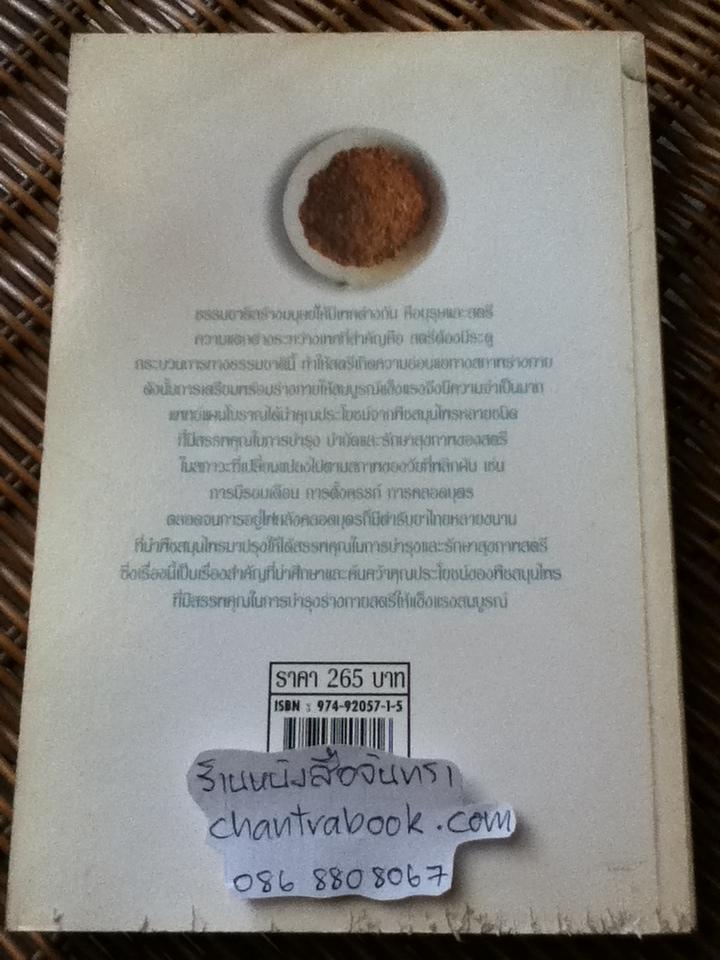 ธรรมชาติสร้างมนุษย์ให้มีเพศต่างกัน คือบุรุษและสตรี
ความแตกต่างระหว่างเพศที่สำคัญคือ สตรีต้องมีระดู
กระบวนการทางธรรมชาตินี้ ทำให้สตรีเกิดความอ่อนแอทางสภาพร่างกาย
ดังนั้นการเตรียมพร้อมร่างกายให้สมบูรณ์แข็งแรงจึงมีความจำเป็นมาก
แพทย์แผนโบราณได้นำคุณประโยชน์จากพืชสมุนไพรหลายชนิด
ที่มีสรรพคุณในการบำรุง บำบัดและรักษาสุขภาพของสตรี
ในสภาวะที่เปลี่ยนแปลงไปตามสภาพของวัยที่พลิกผัน เช่น
การมีรอบเดือน การตั้งครรภ์ การคลอดบุตร
ตลอดจนการอยู่ไฟหลังคลอดบุตรก็มีตำรับยาไทยหลายขนาน
ที่นำพืชสมุนไพรมาปรุงให้ได้สรรพคุณในการบำรุงและรักษาสุขภาพสตรี
ซึ่งเรื่องนี้เป็นเรื่องสำคัญที่น่าศึกษาและค้นคว้าคุณประโยชน์ของพืชสมุนไพร
ที่มีสรรพคุณในการบำรุงร่างกายสตรีให้แข็งแรงสมบูรณ์
ราคา 265 บาท
ISBN : 974-92057-1-5
ร้านหนังสือจันทรา
chantrabook.com
086 8808067